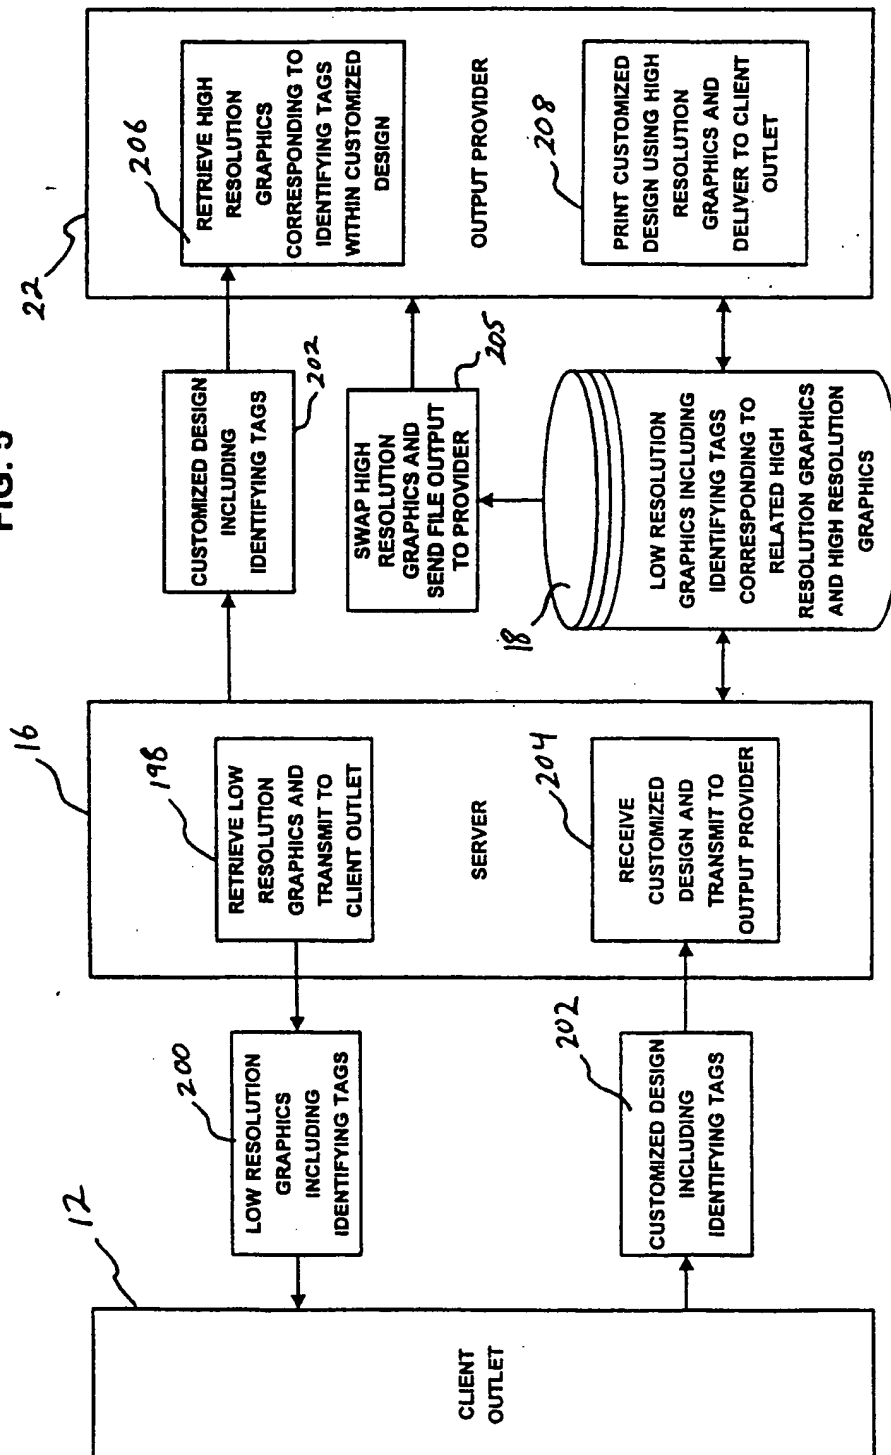 FIG. 5
12
CLIENT
OUTLET
200
LOW RESOLUTION
GRAPHICS
INCLUDING
IDENTIFYING TAGS
202
CUSTOMIZED DESIGN
INCLUDING
IDENTIFYING TAGS
16
198
RETRIEVE LOW
RESOLUTION
GRAPHICS AND
TRANSMIT TO
CLIENT OUTLET
SERVER
204
RECEIVE
CUSTOMIZED
DESIGN AND
TRANSMIT TO
OUTPUT PROVIDER
CUSTOMIZED DESIGN
INCLUDING
IDENTIFYING TAGS
202
SWAP HIGH
RESOLUTION
GRAPHICS AND
SEND FILE OUTPUT
TO PROVIDER
205
18
LOW RESOLUTION
GRAPHICS INCLUDING
IDENTIFYING TAGS
CORRESPONDING TO
RELATED HIGH
RESOLUTION GRAPHICS
AND HIGH RESOLUTION
GRAPHICS
22
206
RETRIEVE HIGH
RESOLUTION
GRAPHICS
CORRESPONDING TO
IDENTIFYING TAGS
WITHIN CUSTOMIZED
DESIGN
OUTPUT PROVIDER
208
PRINT CUSTOMIZED
DESIGN USING HIGH
RESOLUTION
GRAPHICS AND
DELIVER TO CLIENT
OUTLET